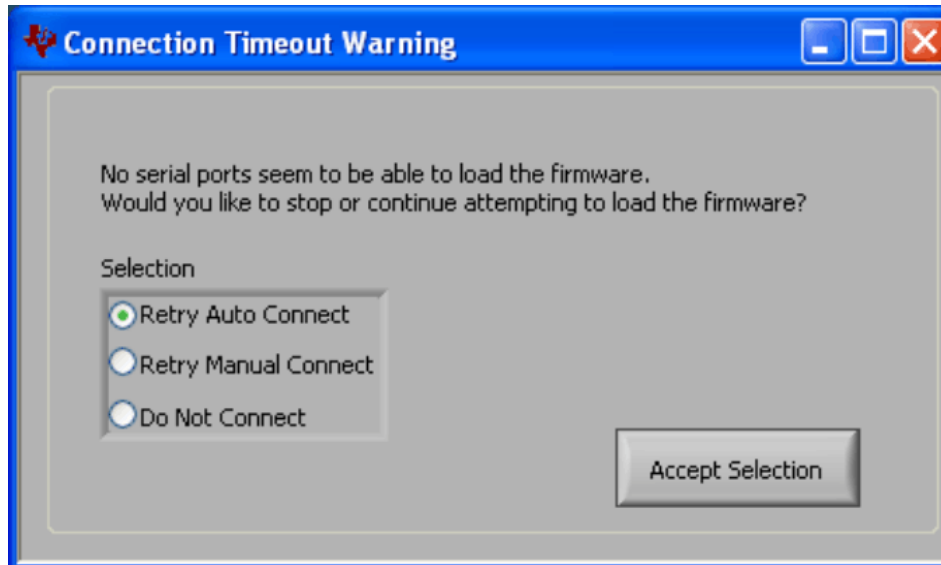 Connection Timeout Warning
No serial ports seem to be able to load the firmware.
Would you like to stop or continue attempting to load the firmware?
Selection
Retry Auto Connect
Retry Manual Connect
Do Not Connect
Accept Selection